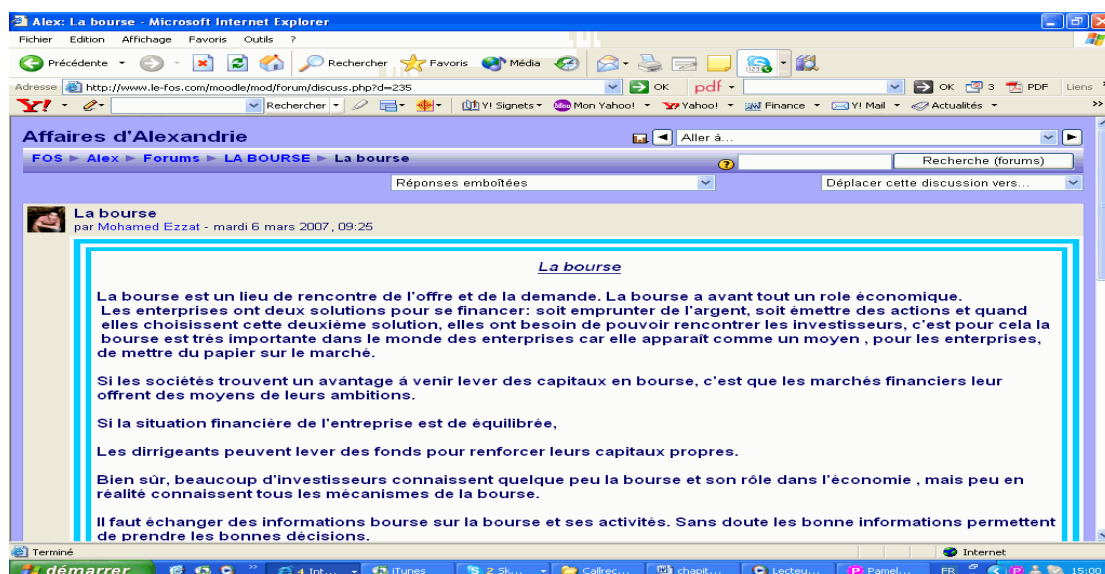 Alex: La bourse - Microsoft Internet Explorer
Fichier Edition Affichage Favoris Outils ?
Précédente Rechercher Favoris Média
Adresse http://www.le-fos.com/moodle/mod/forum/discuss.php?d=235 OK pdf OK 3 PDF Liens
Y! Rechercher Y! Signets Mon Yahoo! Yahoo! Finance Y! Mail Actualités
Affaires d'Alexandrie Aller à...
FOS ► Alex ► Forums ► LA BOURSE ► La bourse Recherche (forums)
Réponses emboîtées Déplacer cette discussion vers...
La bourse
par Mohamed Ezzat - mardi 6 mars 2007, 09:25
La bourse
La bourse est un lieu de rencontre de l'offre et de la demande. La bourse a avant tout un role économique.
Les enterprises ont deux solutions pour se financer: soit emprunter de l'argent, soit émettre des actions et quand
elles choisissent cette deuxième solution, elles ont besoin de pouvoir rencontrer les investisseurs, c'est pour cela la
bourse est trés importante dans le monde des enterprises car elle apparaît comme un moyen , pour les enterprises,
de mettre du papier sur le marché.
Si les sociétés trouvent un avantage á venir lever des capitaux en bourse, c'est que les marchés financiers leur
offrent des moyens de leurs ambitions.
Si la situation financière de l'entreprise est de équilibrée,
Les dirrigeants peuvent lever des fonds pour renforcer leurs capitaux propres.
Bien sûr, beaucoup d'investisseurs connaissent quelque peu la bourse et son rôle dans l'économie , mais peu en
réalité connaissent tous les mécanismes de la bourse.
Il faut échanger des informations bourse sur la bourse et ses activités. Sans doute les bonne informations permettent
de prendre les bonnes décisions.
Terminé Internet
démarrer 4 Int... iTunes 2 Sk... Callrec... chapit... Lecteu... Pamel... FR 15:00